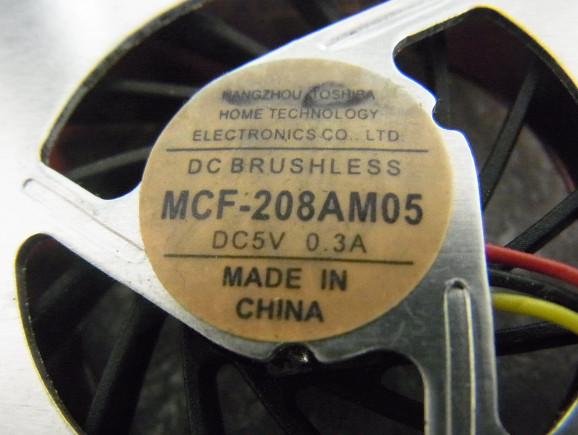 HANGZHOU TOSHIBA
HOME TECHNOLOGY
ELECTRONICS CO., LTD.
DC BRUSHLESS
MCF-208AM05
DC5V 0.3A
MADE IN
CHINA